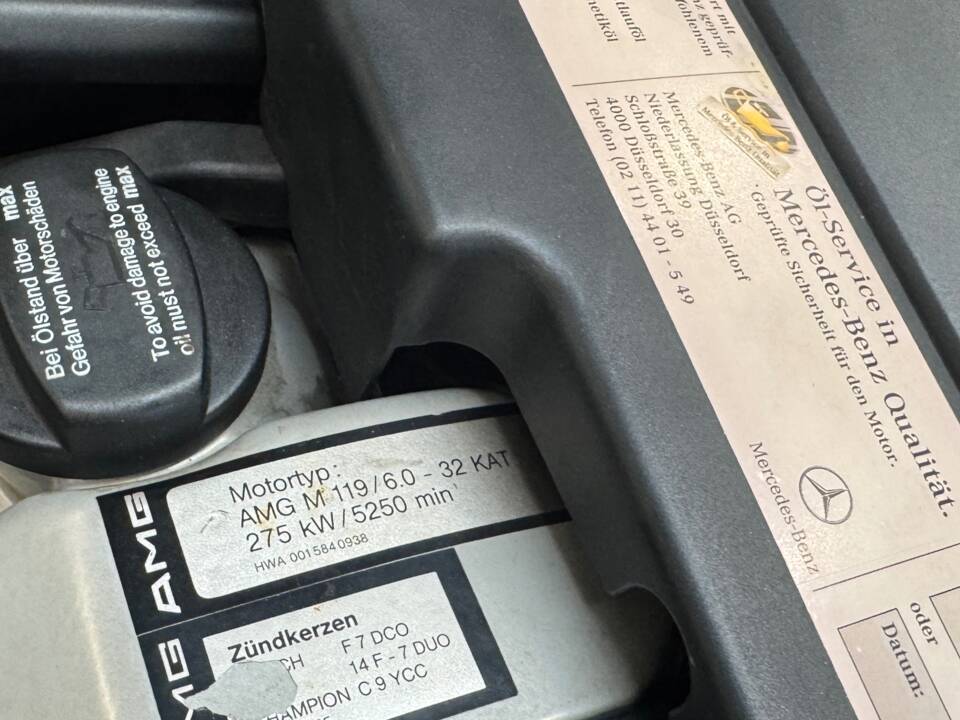 Bei Ölstand über max
Gefahr von Motorschäden
To avoid damage to engine
oil must not exceed max
AMG
Motortyp:
AMG M 119/6.0 - 32 KAT
275 kW/5250 min
HWA 0015840938
AMG
Zündkerzen
F 7 DCO
14 F - 7 DUO
CHAMPION C 9 YCC
Mercedes-Benz AG
Niederlassung Düsseldorf
Schloßstraße 39
4000 Düsseldorf 30
Telefon (02 11) 44 01 - 5 49
Öl-Service in
Mercedes-Benz Qualität.
Geprüfte Sicherheit für den Motor.
Mercedes-Benz
oder
Datum: